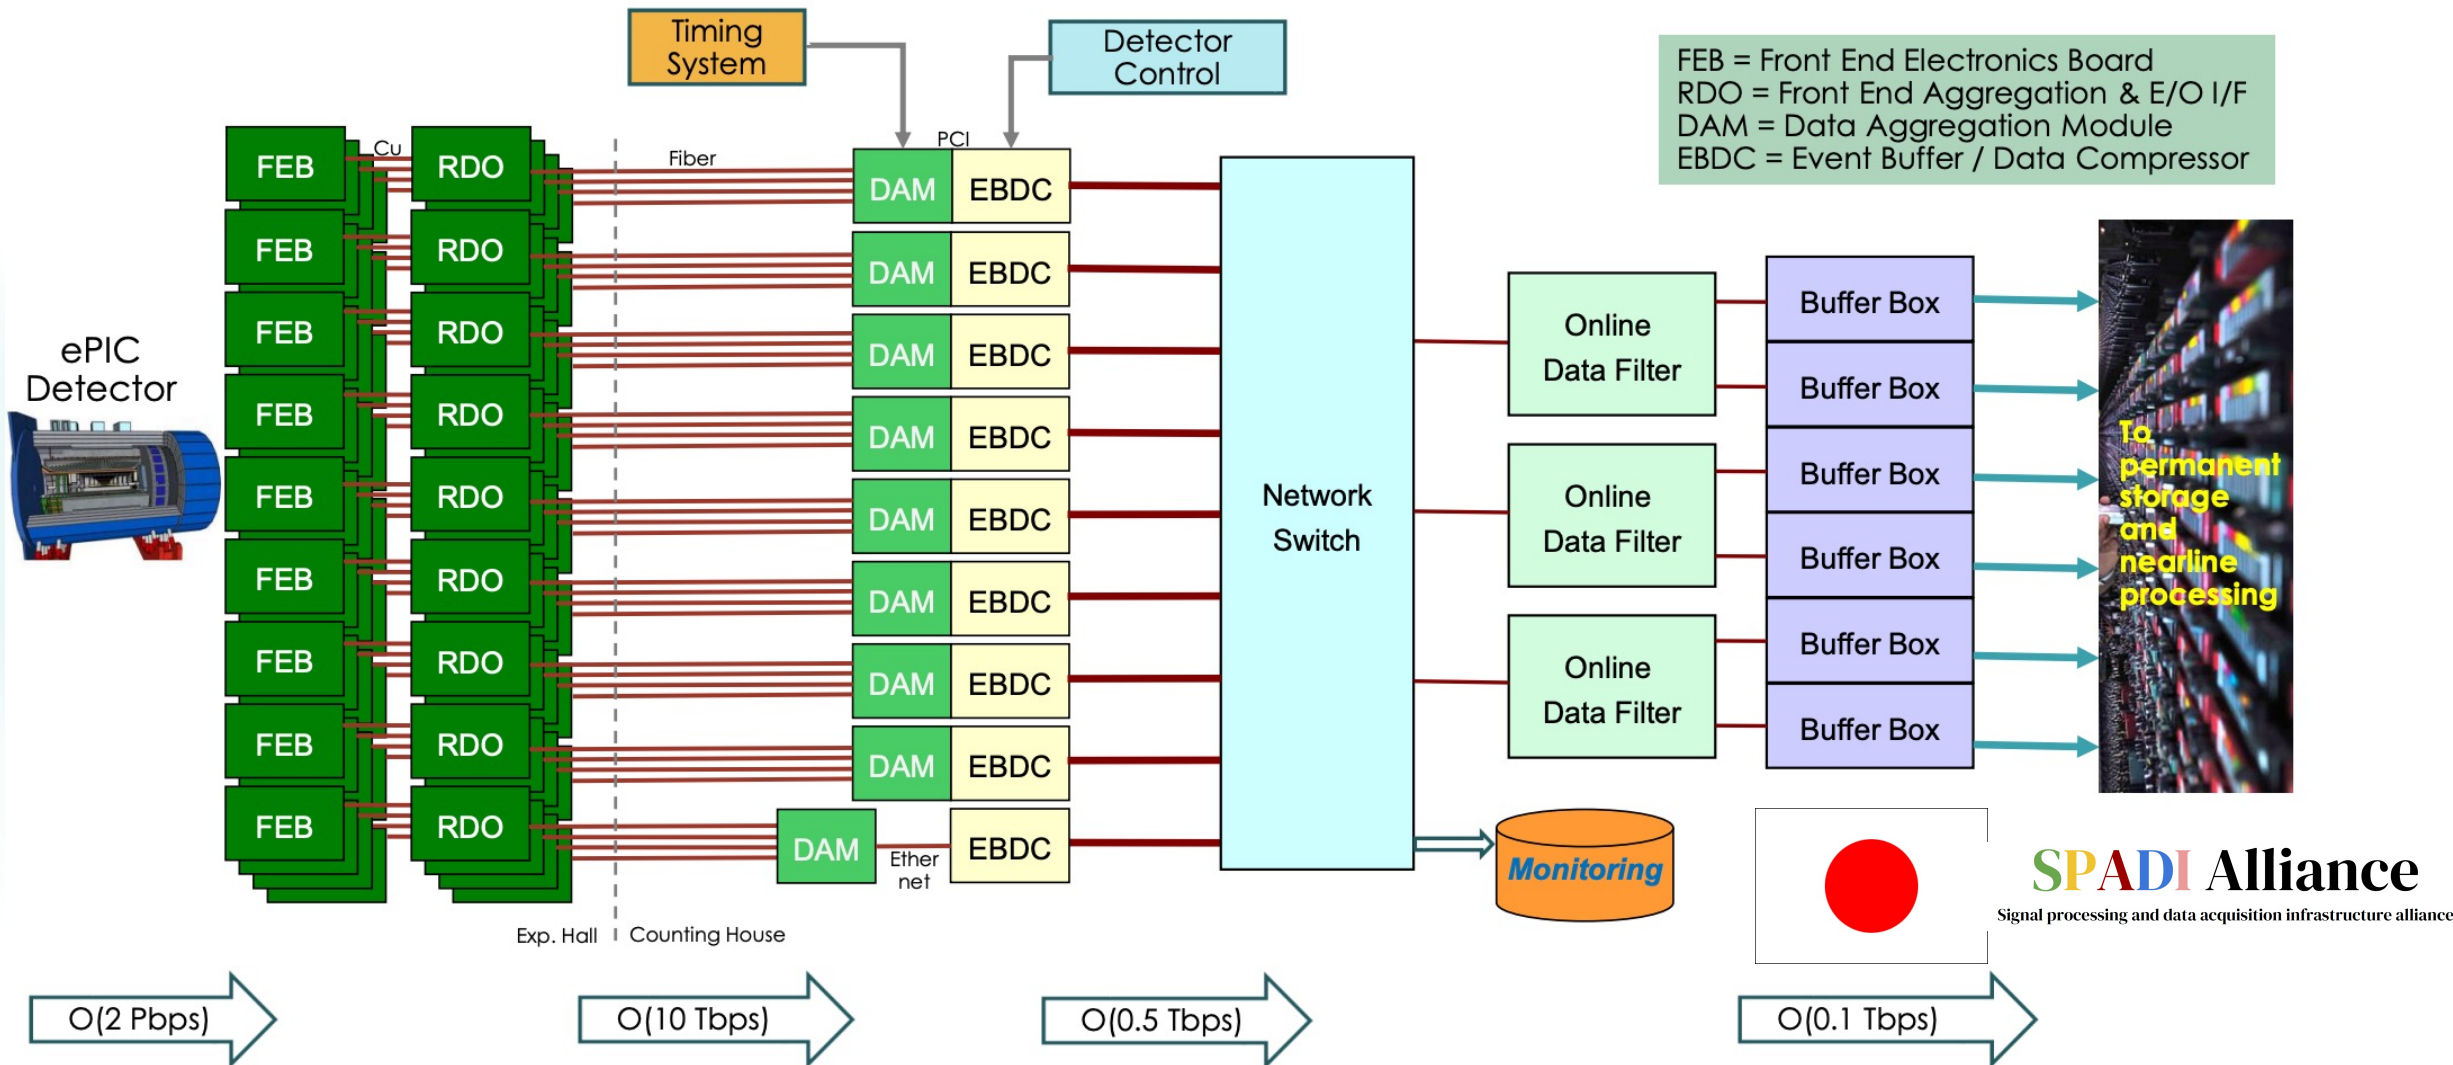 Timing
System
Detector
Control
FEB = Front End Electronics Board
RDO = Front End Aggregation & E/O I/F
DAM = Data Aggregation Module
EBDC = Event Buffer / Data Compressor
ePIC
Detector
Cu
Fiber
PCI
FEB
RDO
DAM
EBDC
FEB
RDO
DAM
EBDC
FEB
RDO
DAM
EBDC
FEB
RDO
DAM
EBDC
FEB
RDO
DAM
EBDC
FEB
RDO
DAM
EBDC
FEB
RDO
DAM
EBDC
FEB
RDO
DAM
EBDC
FEB
RDO
DAM
Ether
net
EBDC
Exp. Hall
Counting House
Network
Switch
Online
Data Filter
Online
Data Filter
Online
Data Filter
Buffer Box
Buffer Box
Buffer Box
Buffer Box
Buffer Box
Buffer Box
To
permanent
storage
and
nearline
processing
Monitoring
SPADI Alliance
Signal processing and data acquisition infrastructure alliance
O(2 Pbps)
O(10 Tbps)
O(0.5 Tbps)
O(0.1 Tbps)